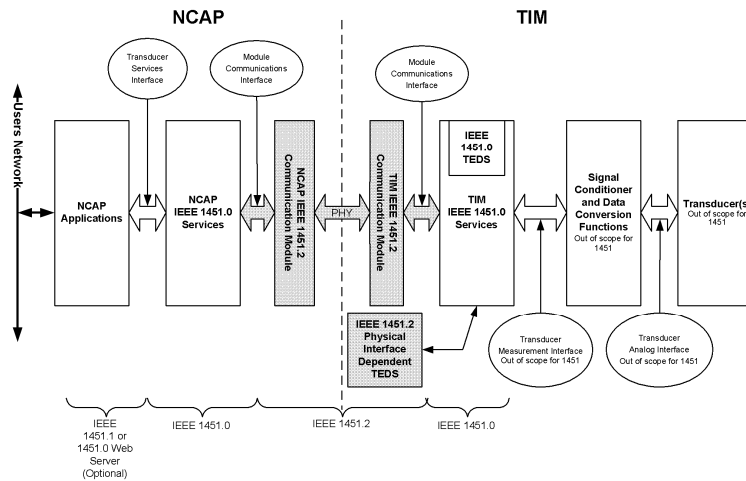 NCAP
TIM
Transducer
Services
Interface
Module
Communications
Interface
Module
Communications
Interface
Users Network
NCAP
Applications
NCAP
IEEE 1451.0
Services
NCAP IEEE 1451.2
Communication Module
PHY
TIM IEEE 1451.2
Communication Module
IEEE
1451.0
TEDS
TIM
IEEE 1451.0
Services
Signal
Conditioner
and Data
Conversion
Functions
Out of scope for
1451
Transducer(s
Out of scope for
1451
IEEE 1451.2
Physical
Interface
Dependent
TEDS
Transducer
Measurement Interface
Out of scope for 1451
Transducer
Analog Interface
Out of scope for 1451
IEEE
1451.1 or
1451.0 Web
Server
(Optional)
IEEE 1451.0
IEEE 1451.2
IEEE 1451.0